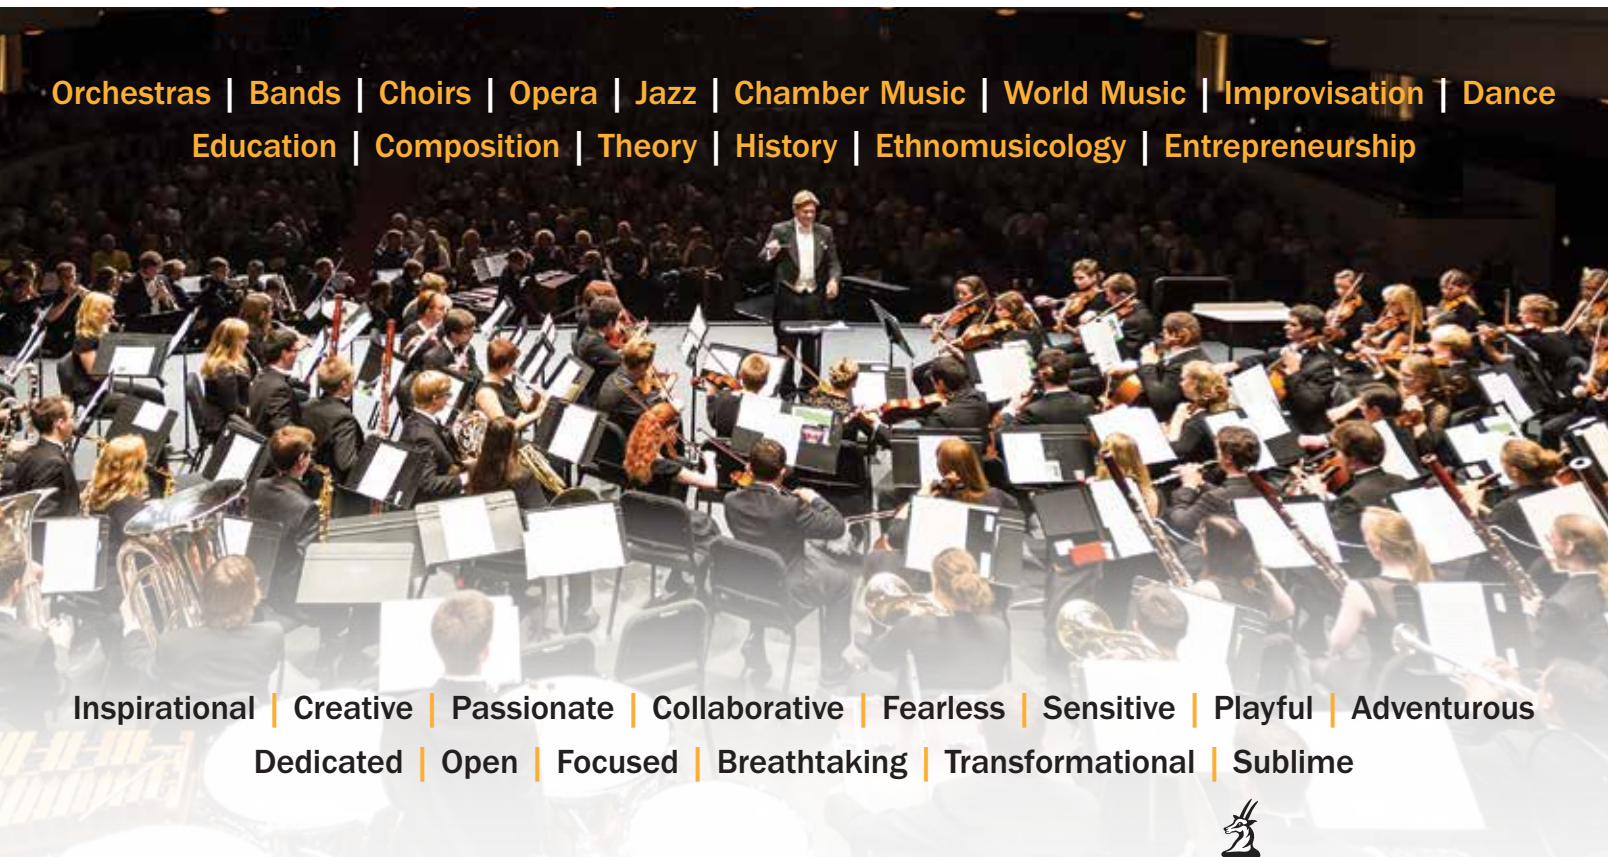 Orchestras | Bands | Choirs | Opera | Jazz | Chamber Music | World Music | Improvisation | Dance
Education | Composition | Theory | History | Ethnomusicology | Entrepreneurship
Inspirational | Creative | Passionate | Collaborative | Fearless | Sensitive | Playful | Adventurous
Dedicated | Open | Focused | Breathtaking | Transformational | Sublime